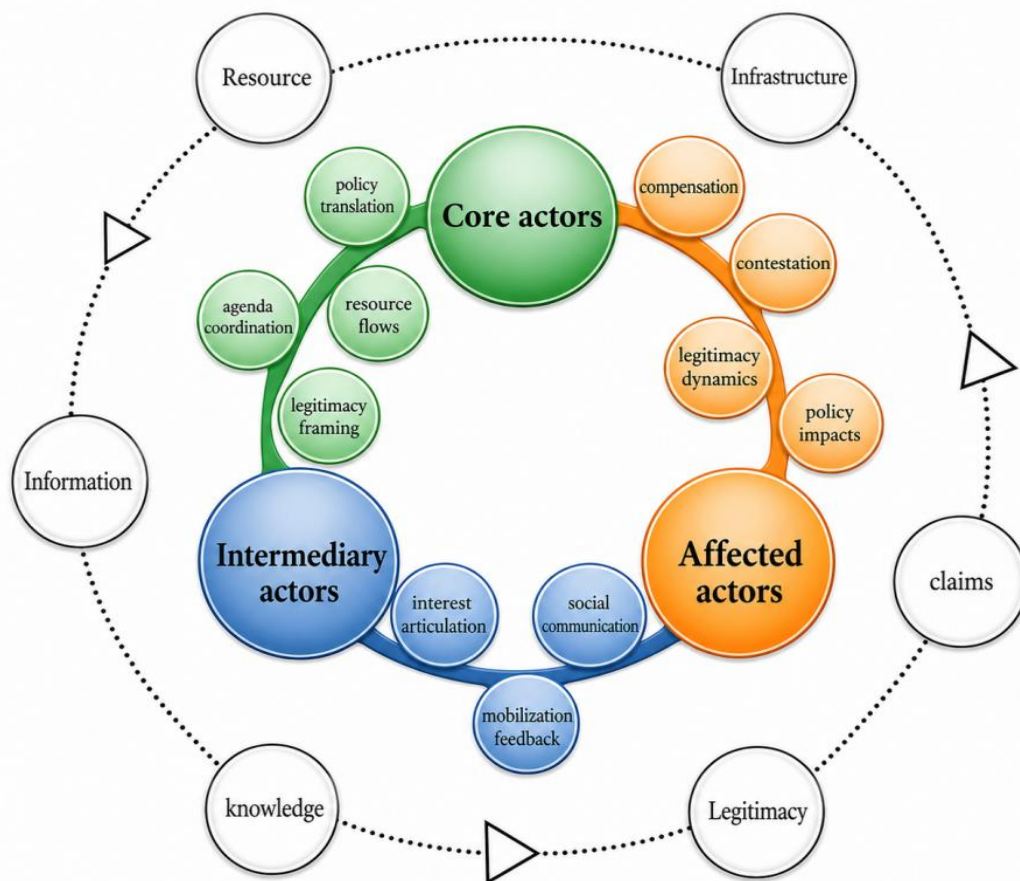 Resource
Infrastructure
policy
translation
Core actors
compensation
contestation
agenda
coordination
resource
flows
legitimacy
dynamics
legitimacy
framing
policy
impacts
Information
Intermediary
actors
Affected
actors
interest
articulation
social
communication
claims
mobilization
feedback
knowledge
Legitimacy